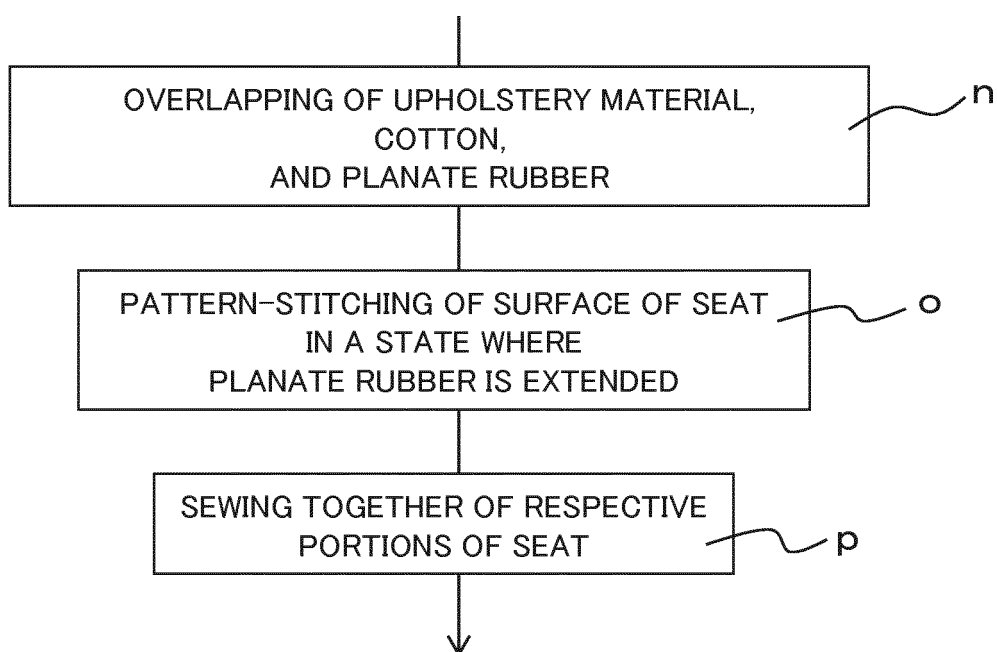 OVERLAPPING OF UPHOLSTERY MATERIAL,
COTTON,
AND PLANATE RUBBER
n
PATTERN-STITCHING OF SURFACE OF SEAT
IN A STATE WHERE
PLANATE RUBBER IS EXTENDED
o
SEWING TOGETHER OF RESPECTIVE
PORTIONS OF SEAT
p